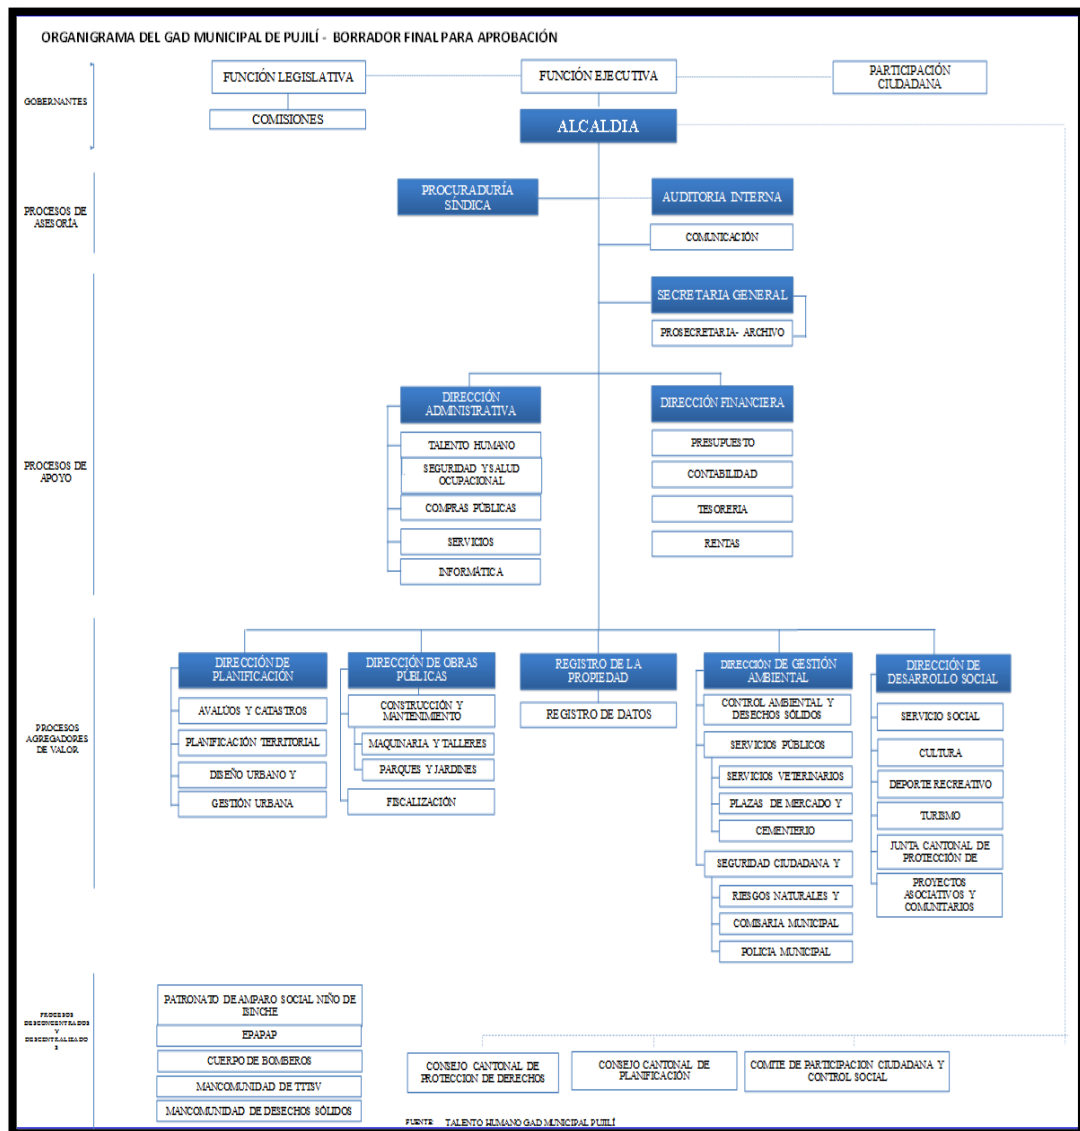 ORGANIGRAMA DEL GAD MUNICIPAL DE PUJILÍ - BORRADOR FINAL PARA APROBACIÓN
GOBERNANTES
FUNCIÓN LEGISLATIVA
FUNCIÓN EJECUTIVA
PARTICIPACIÓN
CIUDADANA
COMISIONES
ALCALDIA
PROCESOS DE
ASESORÍA
PROCURADURÍA
SÍNDICA
AUDITORIA INTERNA
COMUNICACIÓN
PROCESOS DE
APOYO
SECRETARIA GENERAL
PROSECRETARIA- ARCHIVO
DIRECCIÓN
ADMINISTRATIVA
TALENTO HUMANO
SEGURIDAD Y SALUD
OCUPACIONAL
COMPRAS PÚBLICAS
SERVICIOS
INFORMÁTICA
DIRECCIÓN FINANCIERA
PRESUPUESTO
CONTABILIDAD
TESORERIA
RENTAS
PROCESOS
AGREGADORES
DE VALOR
DIRECCIÓN DE
PLANIFICACIÓN
AVALÚOS Y CATASTROS
PLANIFICACIÓN TERRITORIAL
DISEÑO URBANO Y
GESTIÓN URBANA
DIRECCIÓN DE OBRAS
PÚBLICAS
CONSTRUCCIÓN Y
MANTENIMIENTO
MAQUINARIA Y TALLERES
PARQUES Y JARDINES
FISCALIZACIÓN
REGISTRO DE LA
PROPIEDAD
REGISTRO DE DATOS
DIRECCIÓN DE GESTIÓN
AMBIENTAL
CONTROL AMBIENTAL Y
DESECHOS SÓLIDOS
SERVICIOS PÚBLICOS
SERVICIOS VETERINARIOS
PLAZAS DE MERCADO Y
CEMENTERIO
SEGURIDAD CIUDADANA Y
RIESGOS NATURALES Y
COMISARIA MUNICIPAL
POLICIA MUNICIPAL
DIRECCIÓN DE
DESARROLLO SOCIAL
SERVICIO SOCIAL
CULTURA
DEPORTE RECREATIVO
TURISMO
JUNTA CANTONAL DE
PROTECCIÓN DE
PROYECTOS
ASOCIATIVOS Y
COMUNITARIOS
PROCESOS
DESCONCENTRADOS
Y
DESCENTRALIZADO
S
PATRONATO DE AMPARO SOCIAL NIÑO DE
ISINCHE
EPAPAP
CUERPO DE BOMBEROS
MANCOMUNIDAD DE TTTSV
MANCOMUNIDAD DE DESECHOS SÓLIDOS
CONSEJO CANTONAL DE
PROTECCION DE DERECHOS
CONSEJO CANTONAL DE
PLANIFICACIÓN
COMITE DE PARTICIPACION CIUDADANA Y
CONTROL SOCIAL
FUENTE: TALENTO HUMANO GAD MUNICIPAL PUJILÍ